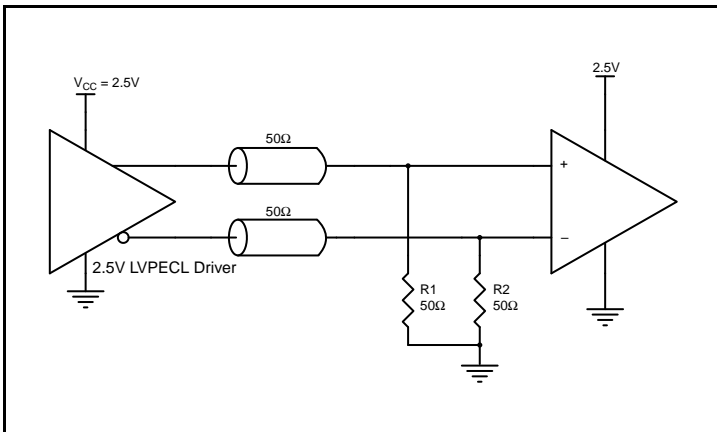 V_CC = 2.5V
2.5V
50Ω
+
50Ω
−
2.5V LVPECL Driver
R1
50Ω
R2
50Ω